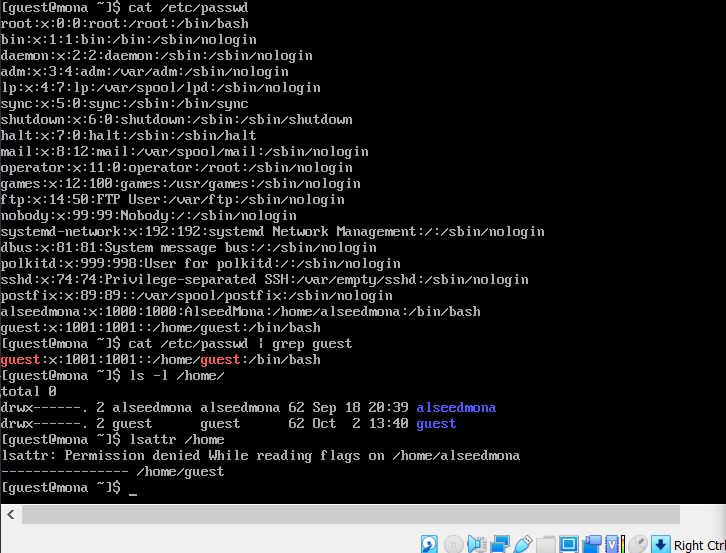 [guest@mona ~]$ cat /etc/passwd
root:x:0:0:root:/root:/bin/bash
bin:x:1:1:bin:/bin:/sbin/nologin
daemon:x:2:2:daemon:/sbin:/sbin/nologin
adm:x:3:4:adm:/var/adm:/sbin/nologin
lp:x:4:7:lp:/var/spool/lpd:/sbin/nologin
sync:x:5:0:sync:/sbin:/bin/sync
shutdown:x:6:0:shutdown:/sbin:/sbin/shutdown
halt:x:7:0:halt:/sbin:/sbin/halt
mail:x:8:12:mail:/var/spool/mail:/sbin/nologin
operator:x:11:0:operator:/root:/sbin/nologin
games:x:12:100:games:/usr/games:/sbin/nologin
ftp:x:14:50:FTP User:/var/ftp:/sbin/nologin
nobody:x:99:99:Nobody:/:/sbin/nologin
systemd-network:x:192:192:systemd Network Management:/:/sbin/nologin
dbus:x:81:81:System message bus:/:/sbin/nologin
polkitd:x:999:998:User for polkitd:/:/sbin/nologin
sshd:x:74:74:Privilege-separated SSH:/var/empty/sshd:/sbin/nologin
postfix:x:89:89::/var/spool/postfix:/sbin/nologin
alseedmona:x:1000:1000:AlseedMona:/home/alseedmona:/bin/bash
guest:x:1001:1001::/home/guest:/bin/bash
[guest@mona ~]$ cat /etc/passwd | grep guest
guest:x:1001:1001::/home/guest:/bin/bash
[guest@mona ~]$ ls -l /home/
total 0
drwx------. 2 alseedmona alseedmona 62 Sep 18 20:39 alseedmona
drwx------. 2 guest      guest      62 Oct  2 13:40 guest
[guest@mona ~]$ lsattr /home
lsattr: Permission denied While reading flags on /home/alseedmona
---------------- /home/guest
[guest@mona ~]$ _
Right Ctrl